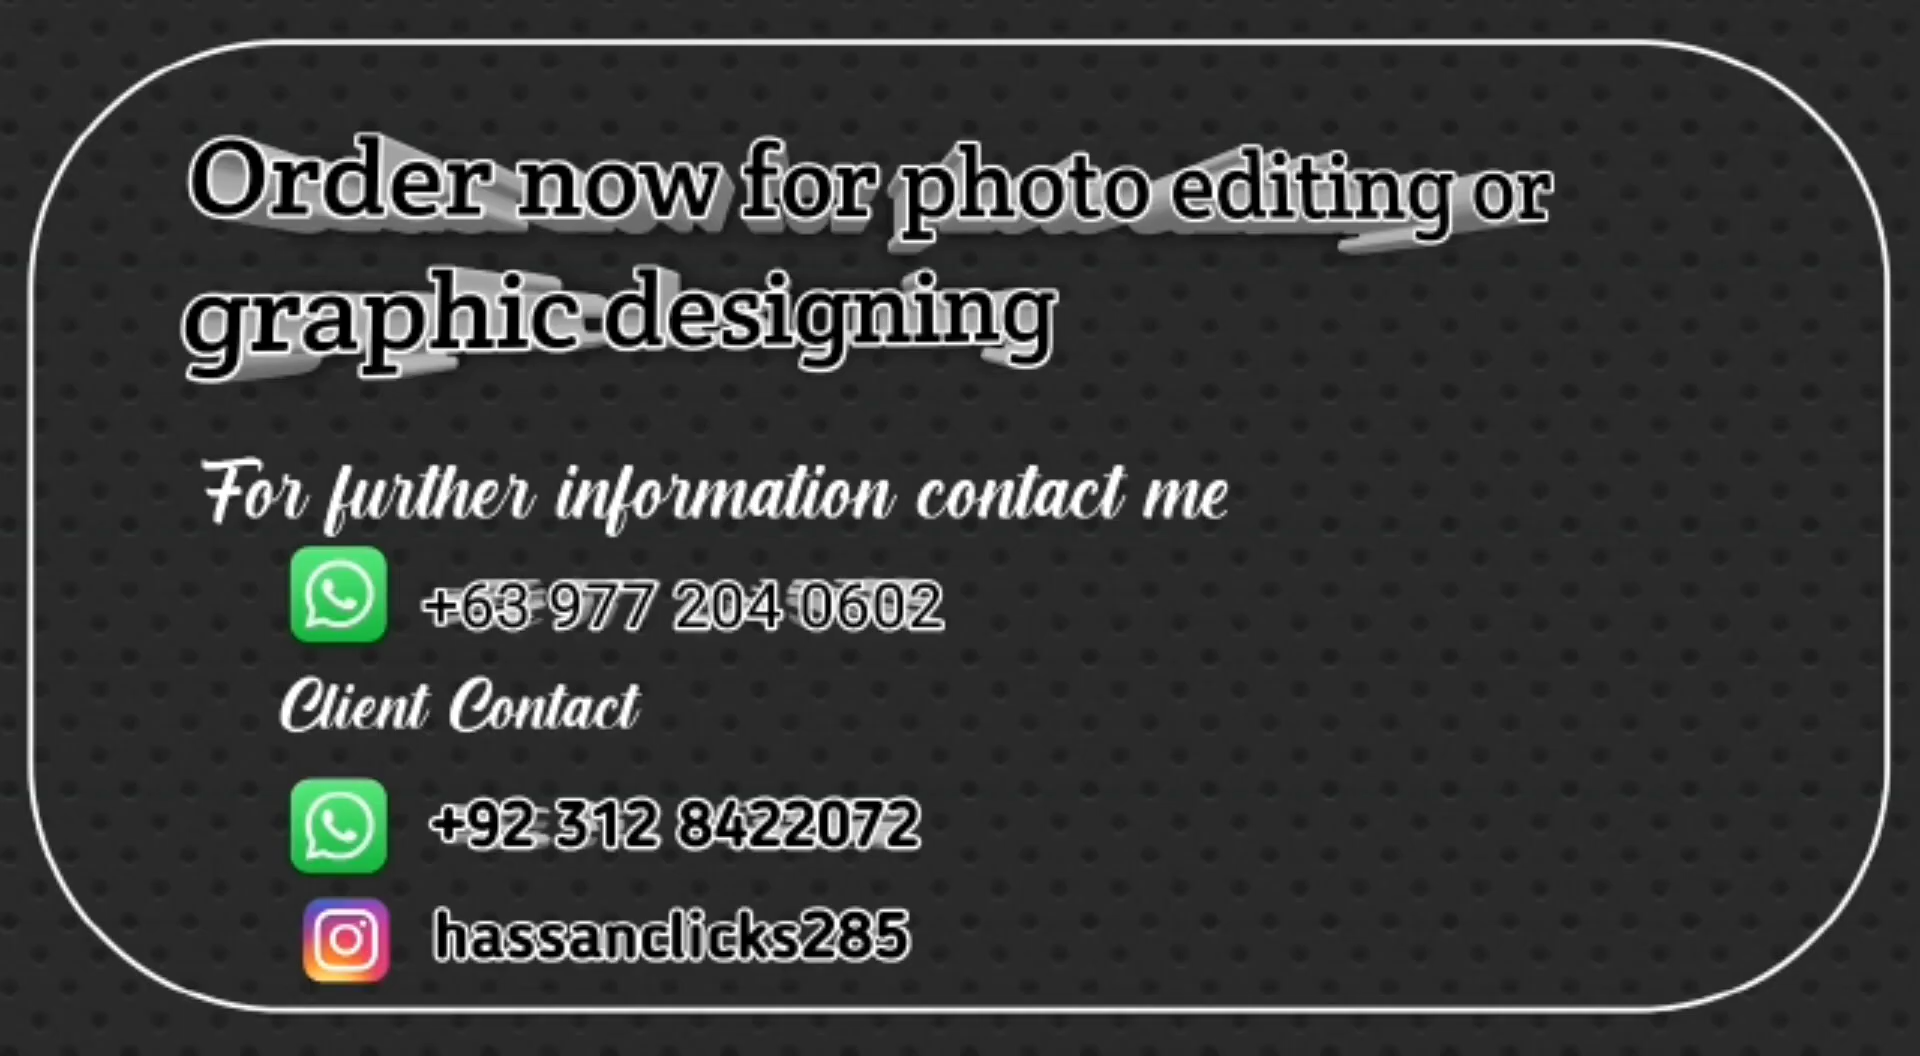 Order now for photo editing or
graphic designing
For further information contact me
+63 977 204 0602
Client Contact
+92 312 8422072
hassanclicks285